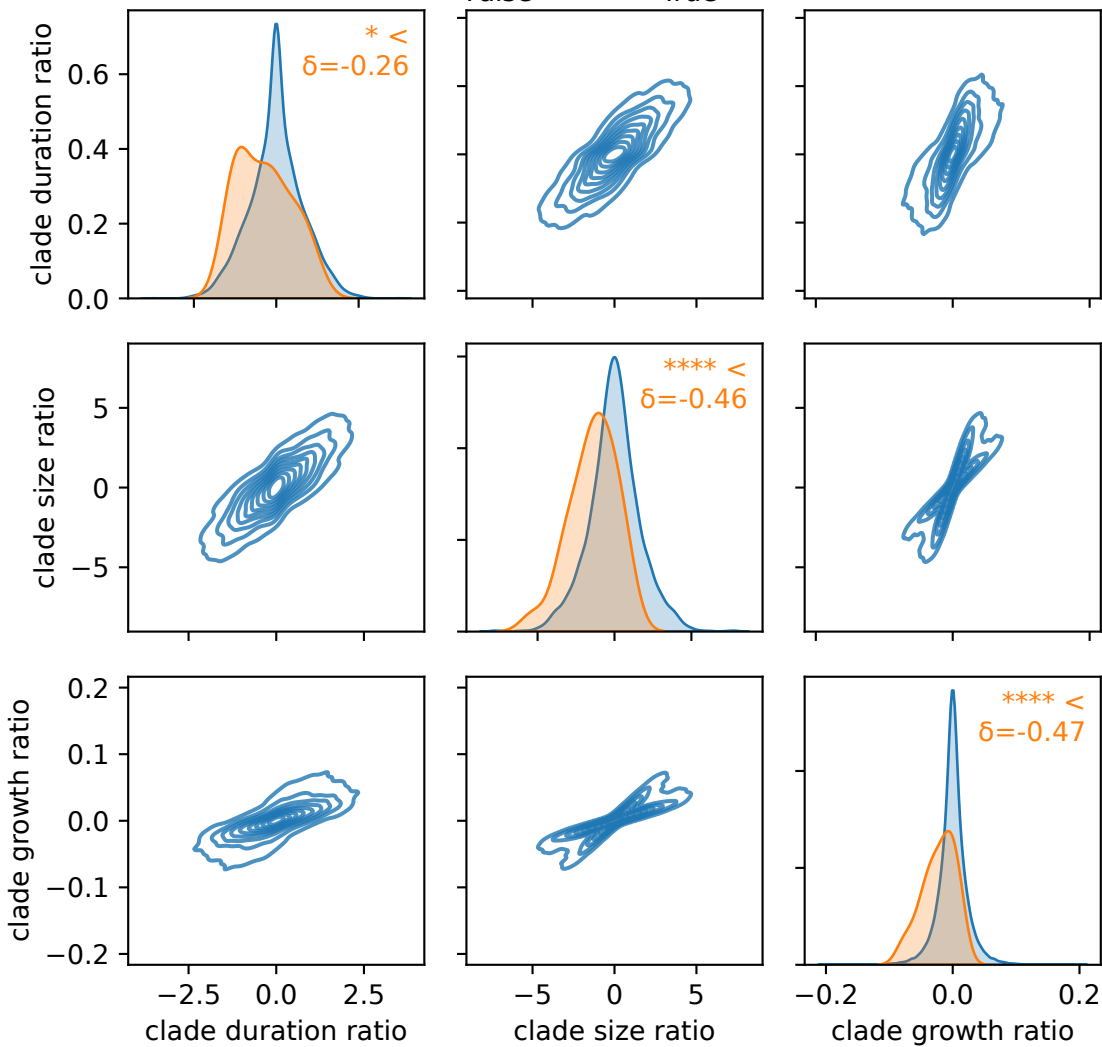 clade duration ratio
0.6
0.4
0.2
0.0
* <
δ=-0.26
clade size ratio
5
0
−5
**** <
δ=-0.46
clade growth ratio
0.2
0.1
0.0
−0.1
−0.2
**** <
δ=-0.47
−2.5 0.0 2.5
−5 0 5
−0.2 0.0 0.2
clade duration ratio
clade size ratio
clade growth ratio